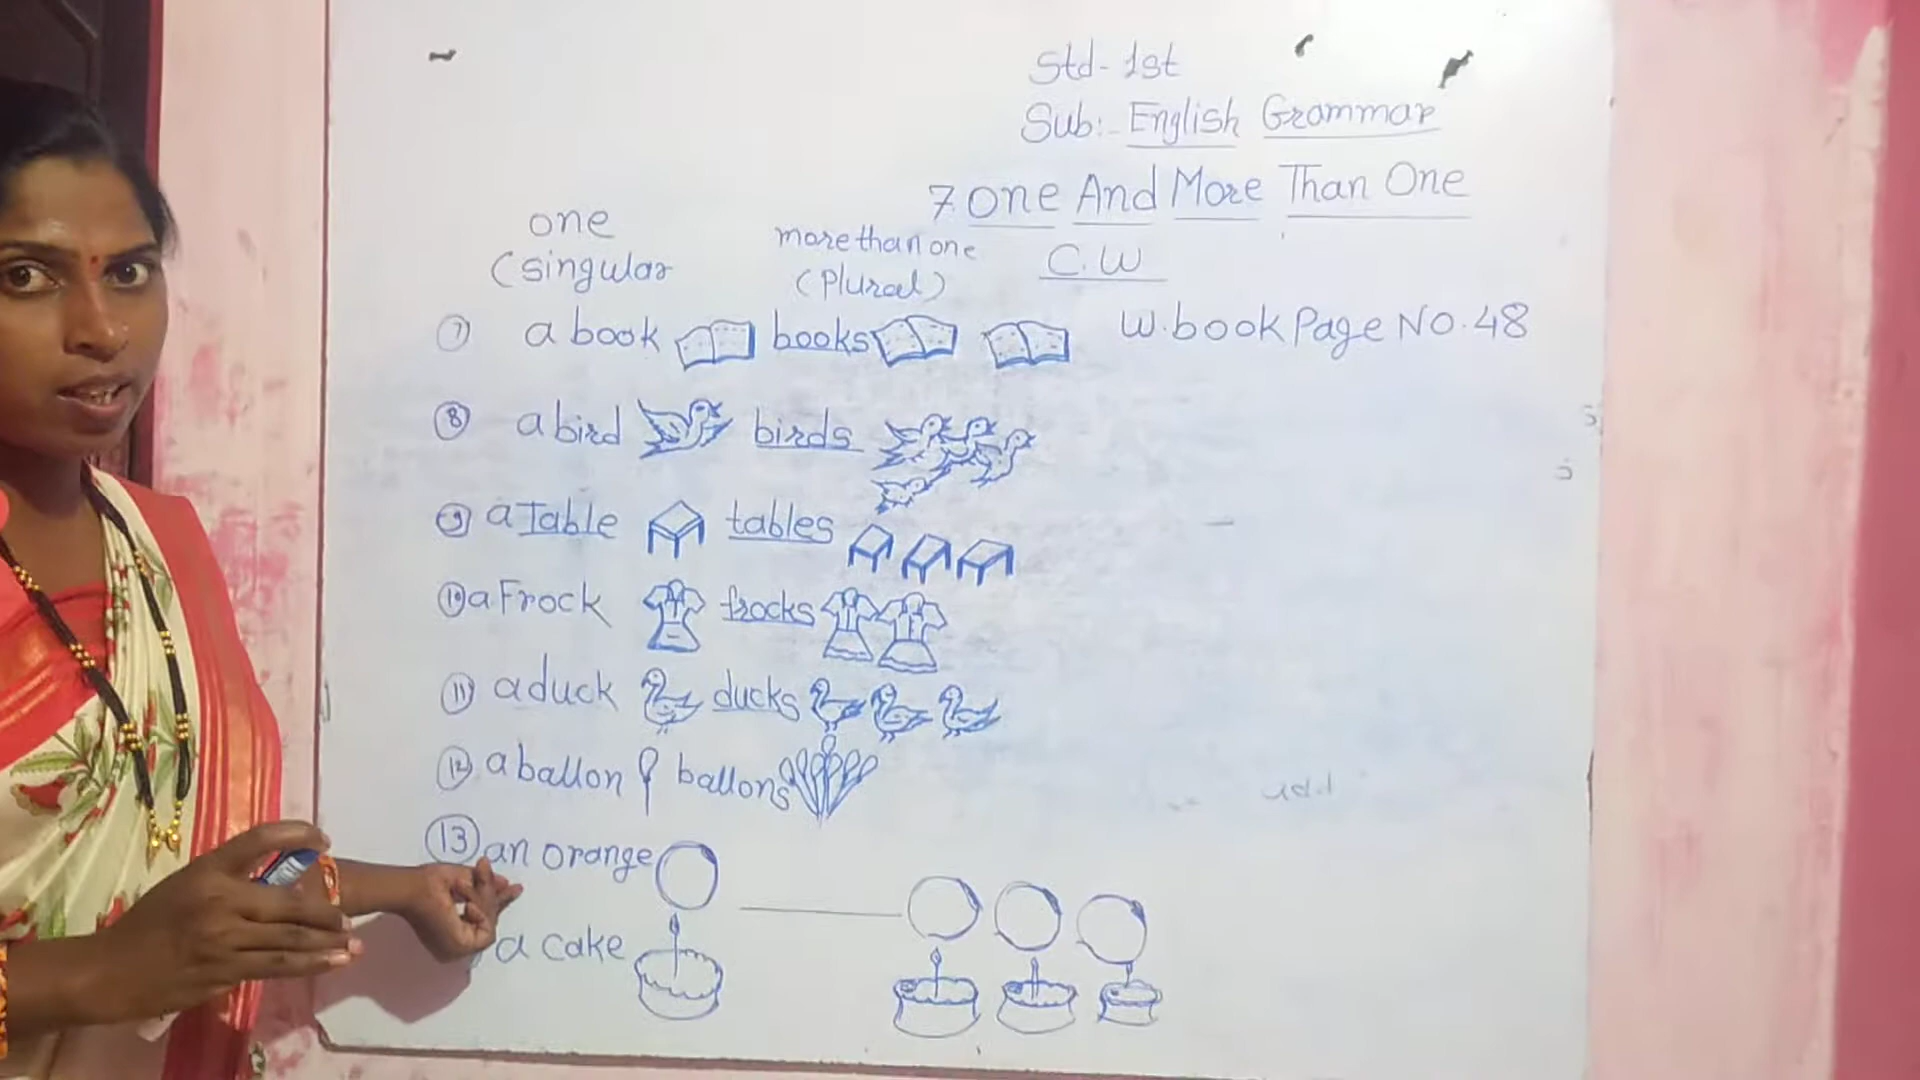 Std- 1st
Sub:- English Grammar
7. One And More Than One
one
(singular
more than one
(Plural)
C.W
W.book Page No.48
7 a book books
8 a bird birds
9 a Table tables
10 a Frock frocks
11 a duck ducks
12 a ballon ballons
13 an orange
a cake